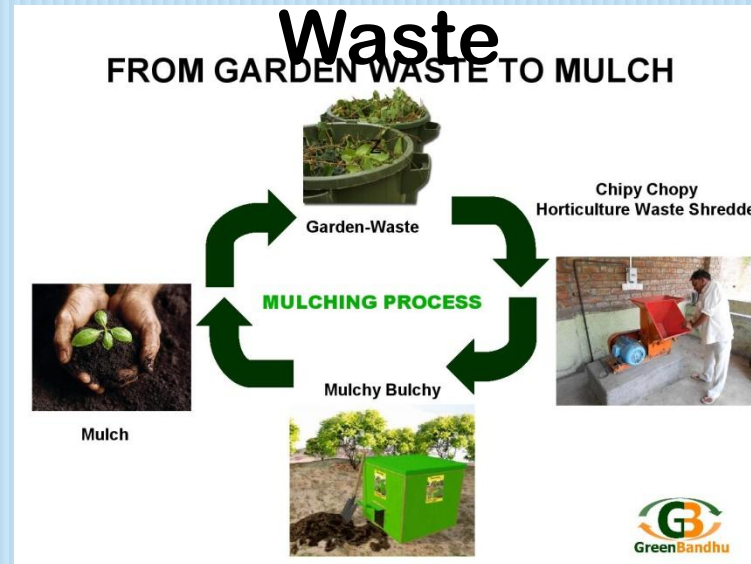 Waste
FROM GARDEN WASTE TO MULCH
Z
Garden-Waste
Chipy Chopy
Horticulture Waste Shredde
MULCHING PROCESS
Mulchy Bulchy
Mulch
GB
GreenBandhu